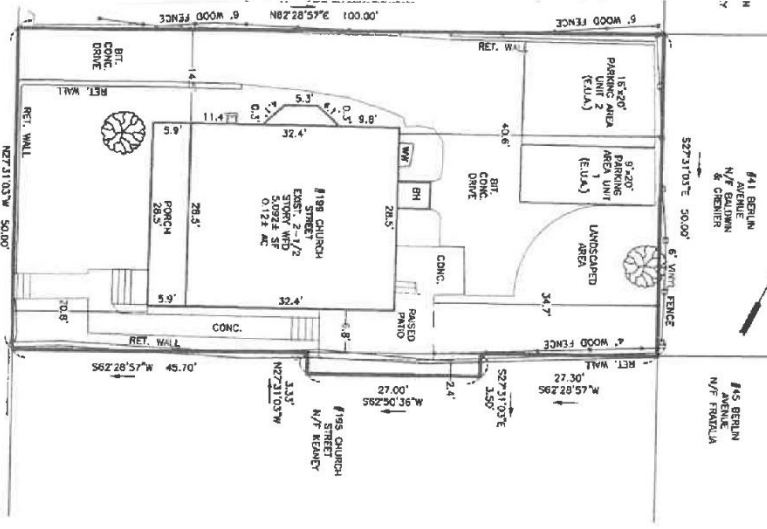 6' WOOD FENCE
N82°28'57"E 100.00'
6' WOOD FENCE
RET. WALL
BIT.
CONC.
DRIVE
RET. WALL
14.
11.4
5.3'
0.3'
0.3'
9.8'
32.4'
5.9'
RET. WALL
N27°31'03"W 50.00'
PORCH
28.5'
28.5'
#199 CHURCH
STREET
EXIST. 2-1/2
STORY WFD
5,092± SF
0.12± AC
28.5'
WW
BH
BIT.
CONC.
DRIVE
40.6'
16'x20'
PARKING AREA
UNIT 2
(E.U.A.)
9'x20'
PARKING
AREA UNIT
1
(E.U.A.)
LANDSCAPED
AREA
S27°31'03"E 50.00'
6' VINYL FENCE
#41 BERLIN
AVENUE
N/F BALDWIN
& GRENIER
#45 BERLIN
AVENUE
N/F FRATALIA
CONC.
RAISED
PATIO
34.7'
4' WOOD FENCE
RET. WALL
5.9'
32.4'
20.8'
CONC.
6.8'
RET. WALL
S62°28'57"W 45.70'
3.33'
N27°31'03"W
27.00'
S62°50'36"W
2.4'
S27°31'03"E
3.50'
27.30'
S62°28'57"W
#195 CHURCH
STREET
N/F KEANEY